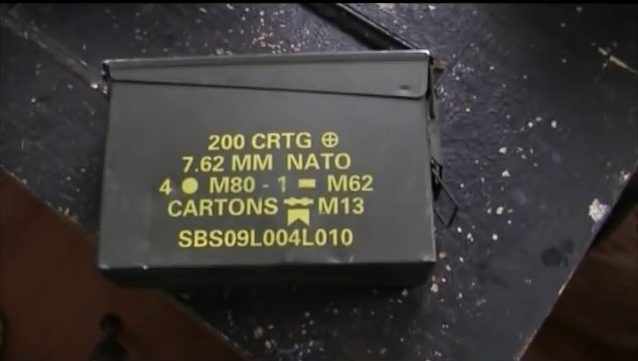 200 CRTG ⊕
7.62 MM NATO
4 ● M80 - 1 ▬ M62
CARTONS M13
SBS09L004L010